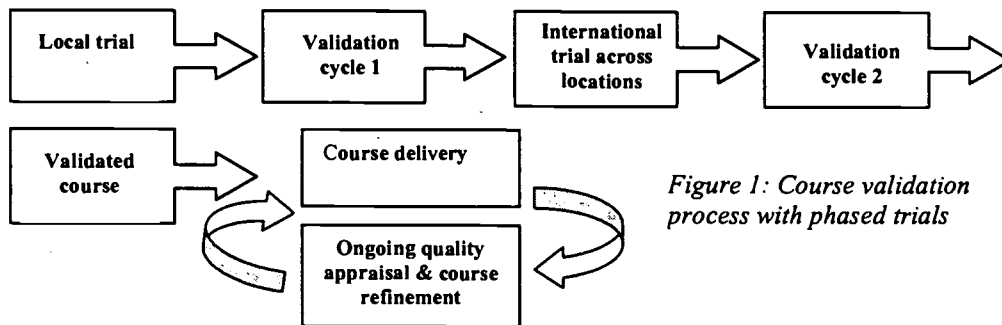 Local trial
Validation
cycle 1
International
trial across
locations
Validation
cycle 2
Validated
course
Course delivery
Ongoing quality
appraisal & course
refinement
Figure 1: Course validation
process with phased trials